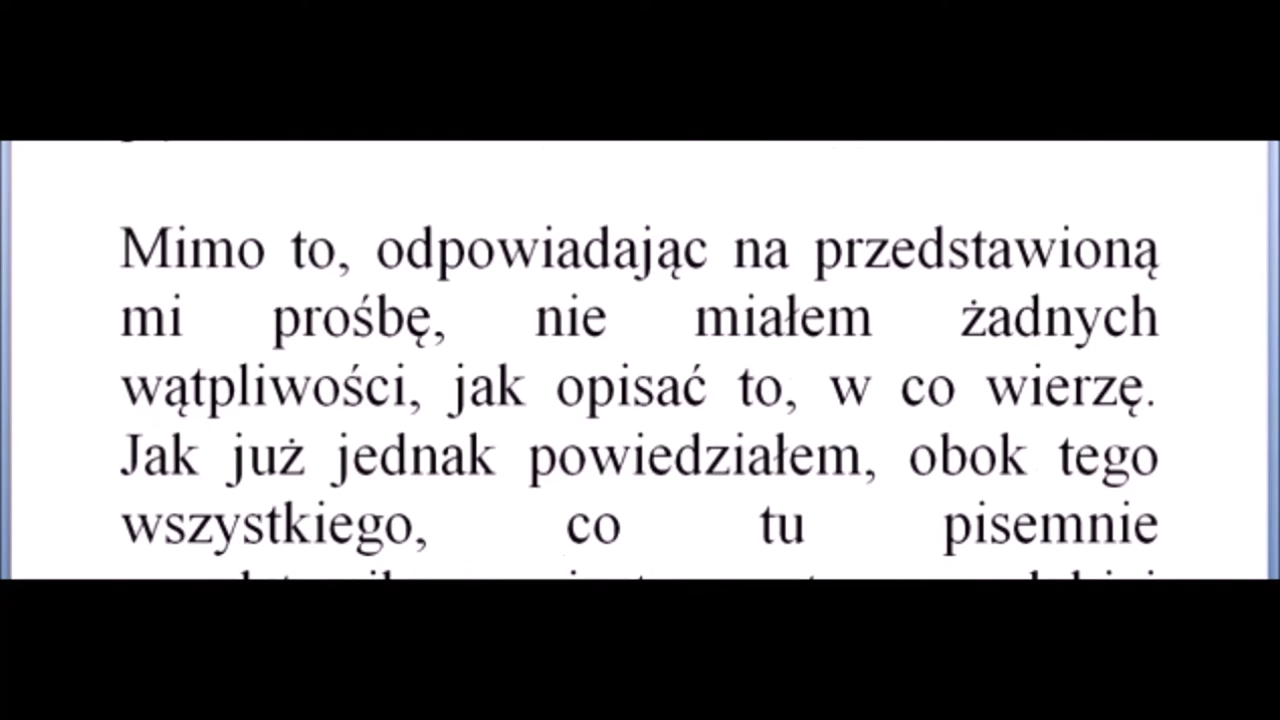 Mimo to, odpowiadając na przedstawioną
mi prośbę, nie miałem żadnych
wątpliwości, jak opisać to, w co wierzę.
Jak już jednak powiedziałem, obok tego
wszystkiego, co tu pisemnie